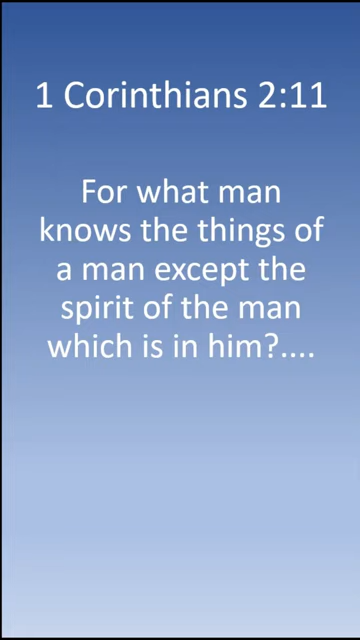 1 Corinthians 2:11
For what man
knows the things of
a man except the
spirit of the man
which is in him?....